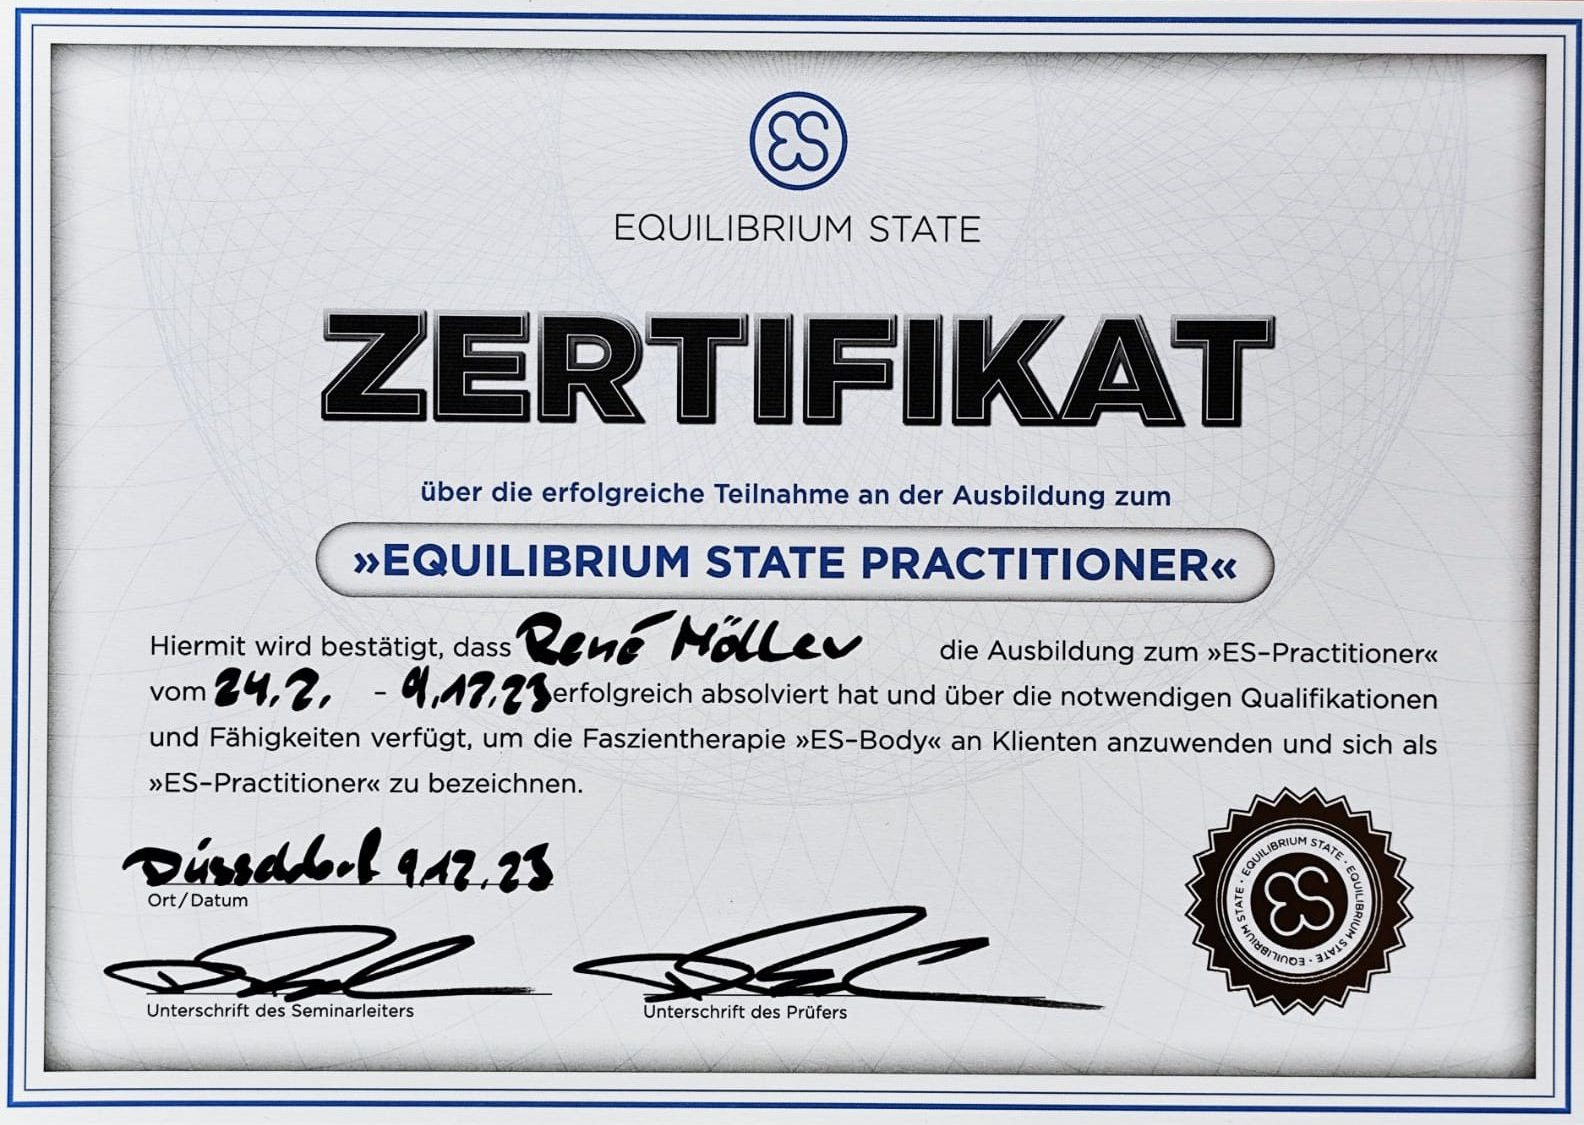 ES
EQUILIBRIUM STATE
ZERTIFIKAT
über die erfolgreiche Teilnahme an der Ausbildung zum
»EQUILIBRIUM STATE PRACTITIONER«
Hiermit wird bestätigt, dass René Möller die Ausbildung zum »ES–Practitioner«
vom 24.2. – 9.12.23 erfolgreich absolviert hat und über die notwendigen Qualifikationen
und Fähigkeiten verfügt, um die Faszientherapie »ES–Body« an Klienten anzuwenden und sich als
»ES–Practitioner« zu bezeichnen.
Düsseldorf 9.12.23
Ort/Datum
Unterschrift des Seminarleiters
Unterschrift des Prüfers
EQUILIBRIUM STATE · EQUILIBRIUM STATE · EQUILIBRIUM STATE ·
ES